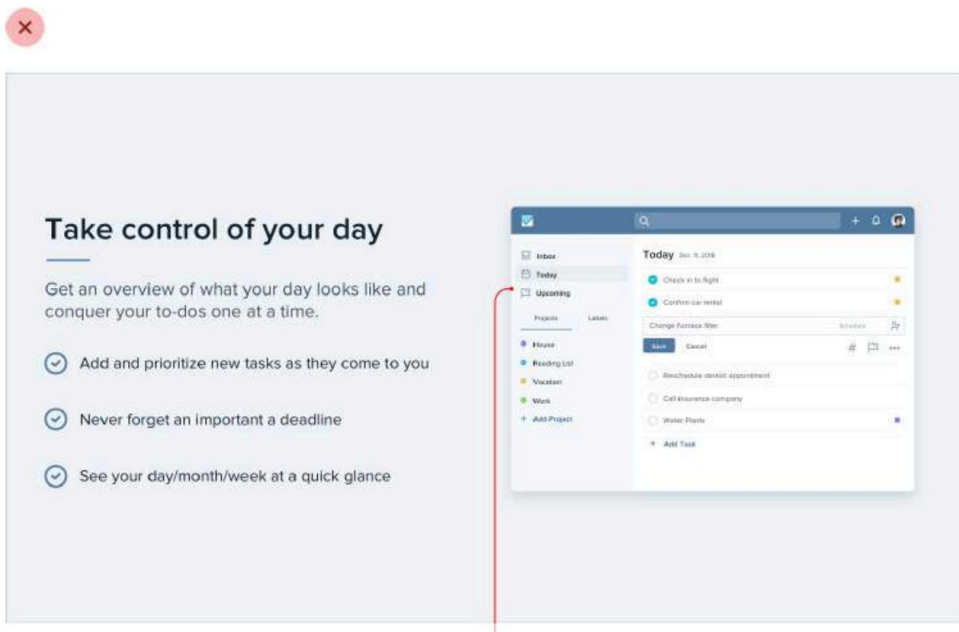 Take control of your day
Get an overview of what your day looks like and
conquer your to-dos one at a time.
Add and prioritize new tasks as they come to you
Never forget an important a deadline
See your day/month/week at a quick glance
Inbox
Today
Upcoming
Projects Labels
House
Reading List
Vacation
Work
+ Add Project
Today Dec. 11, 2018
Check in to flight
Confirm car rental
Change Furnace filter Schedule
Save Cancel
Reschedule dentist appointment
Call insurance company
Water Plants
+ Add Task